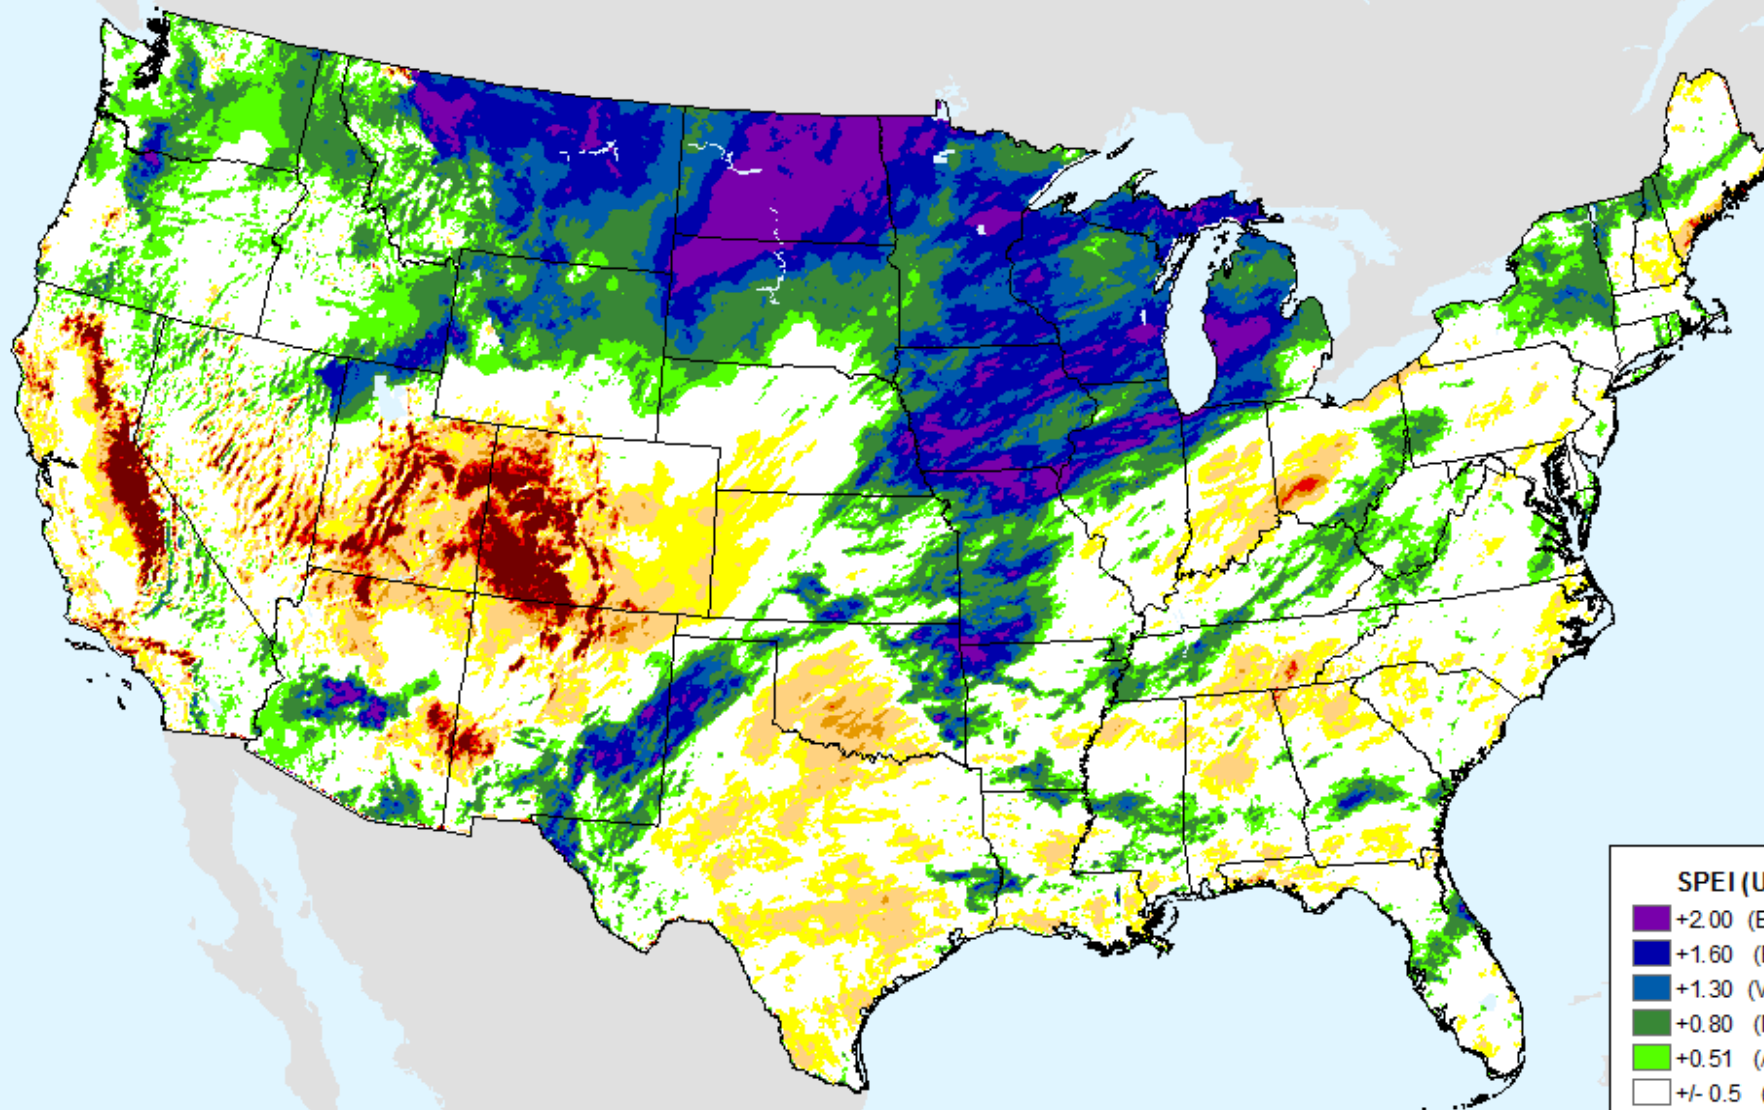 SPEI (U
+2.00 (E
+1.60 (
+1.30 (V
+0.80 (
+0.51 (
+/- 0.5 (